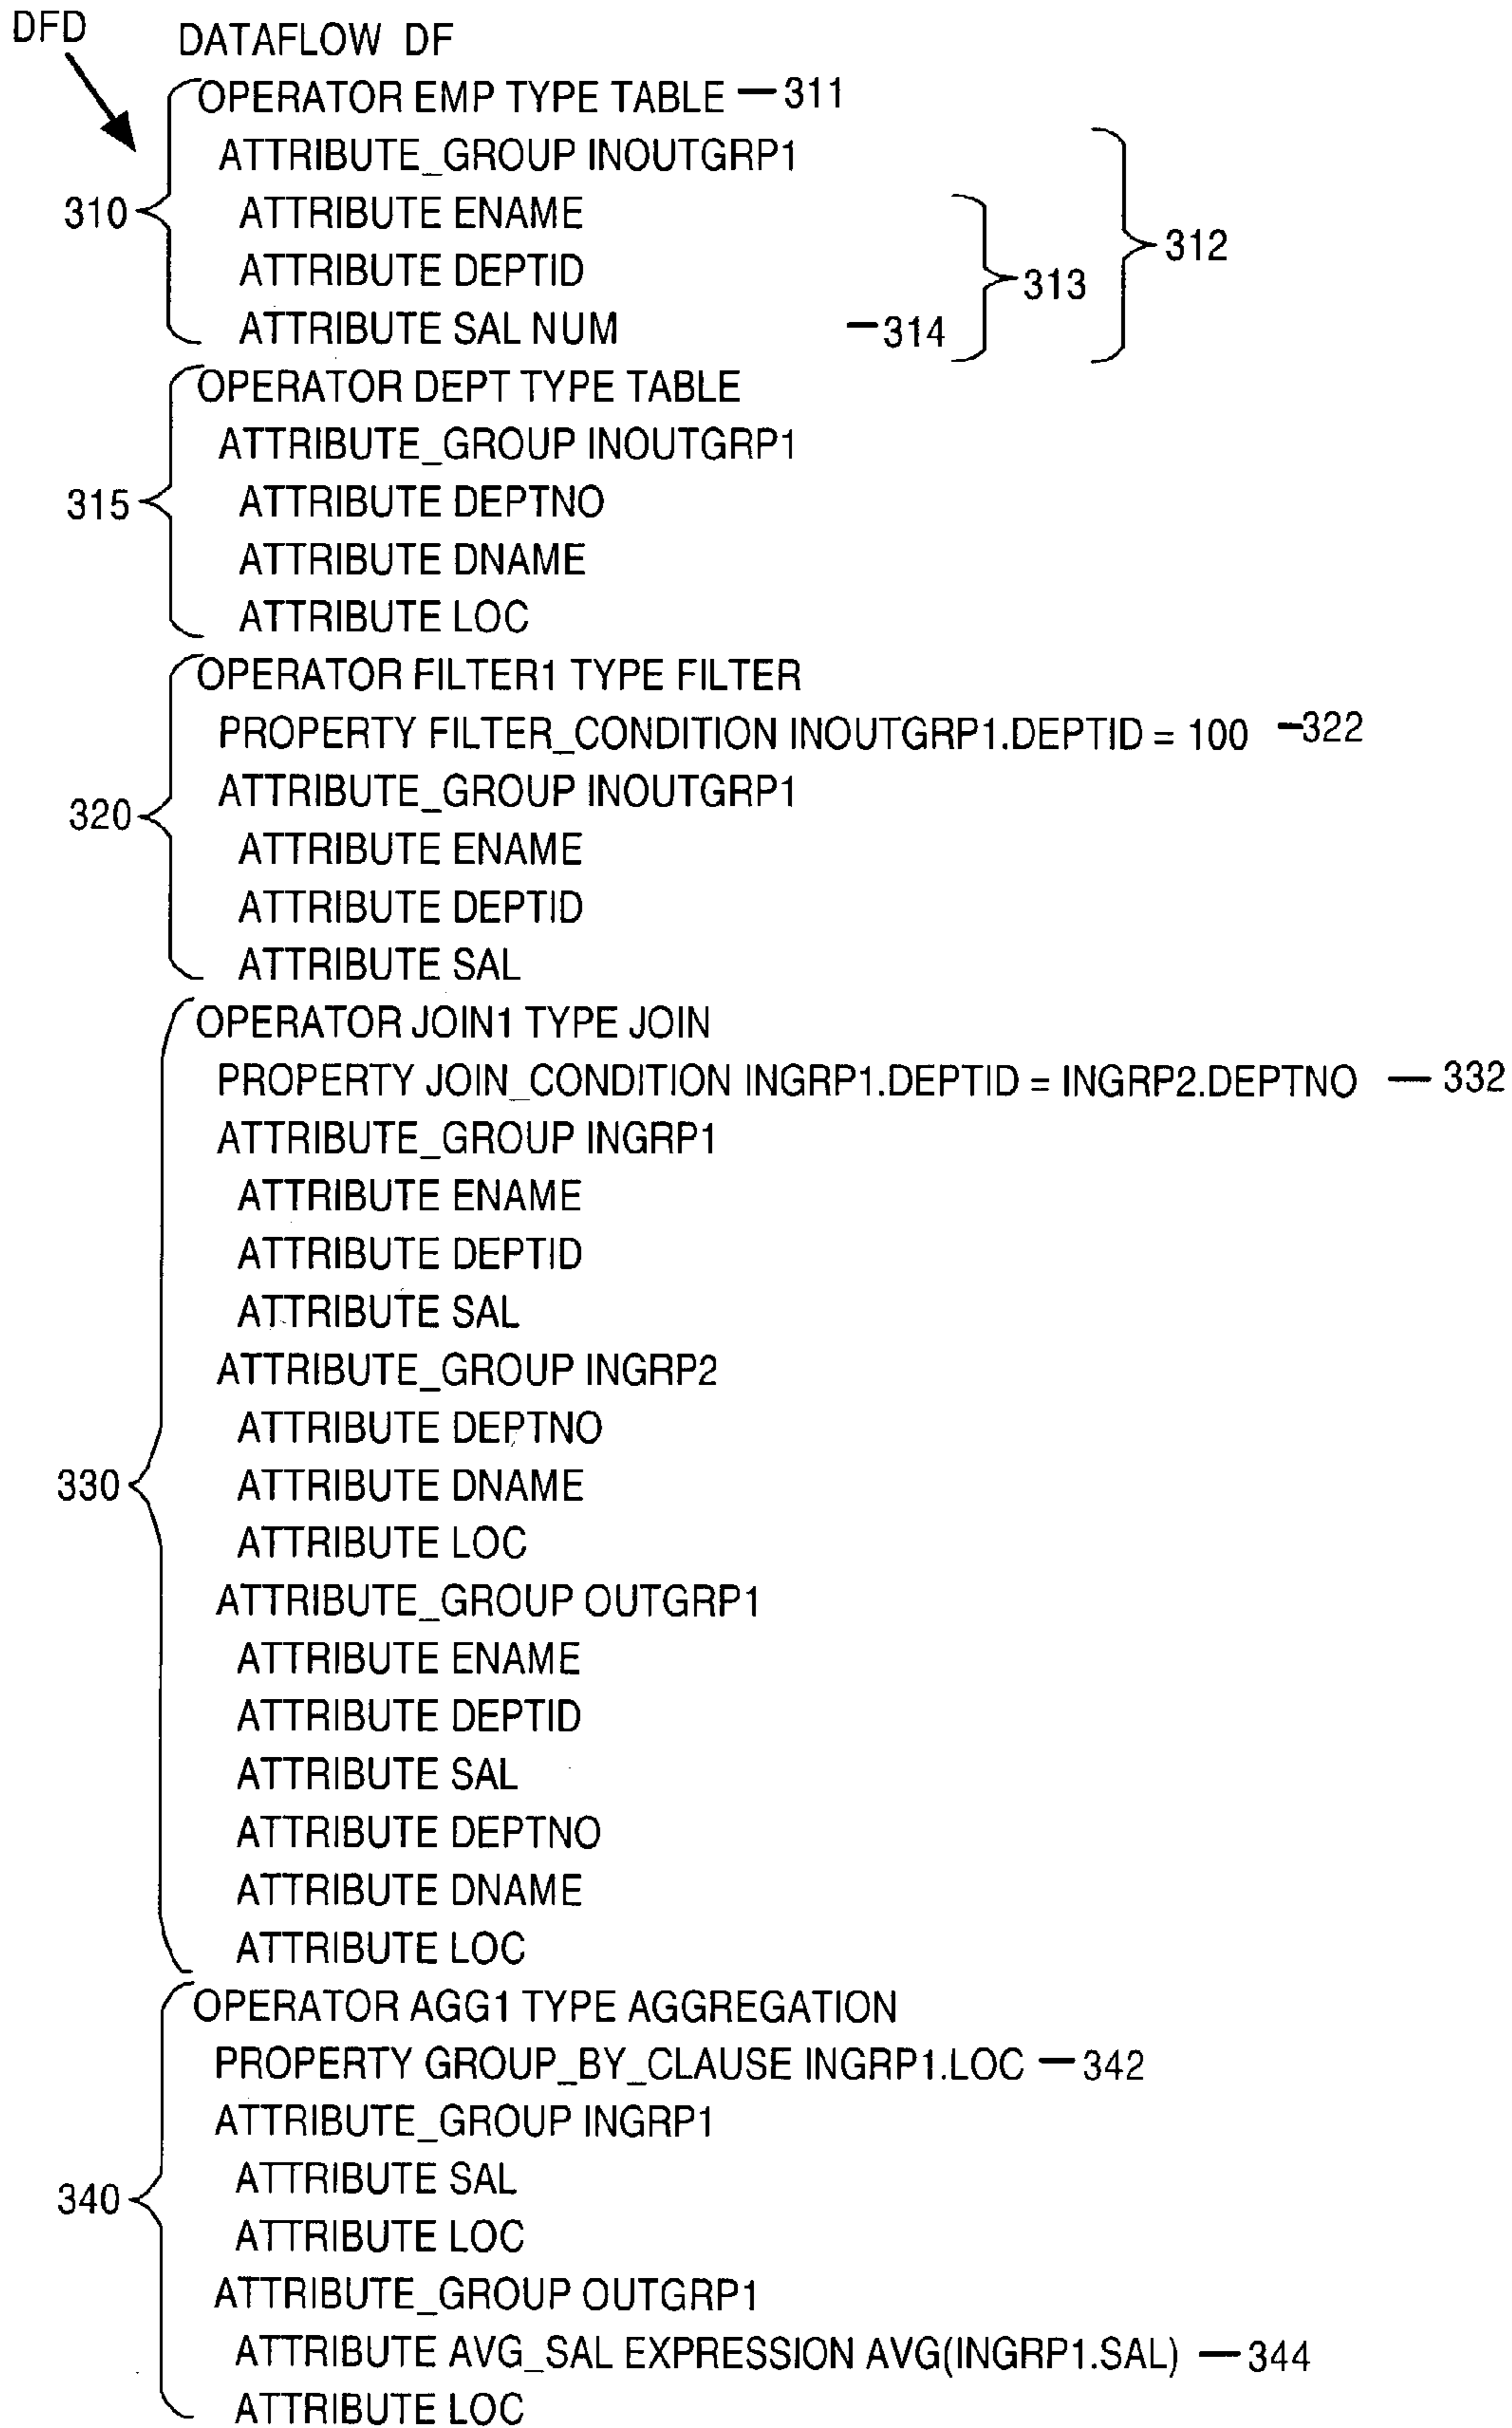 DFD
DATAFLOW DF
OPERATOR EMP TYPE TABLE — 311
ATTRIBUTE_GROUP INOUTGRP1
310 ATTRIBUTE ENAME
312
ATTRIBUTE DEPTID
313
ATTRIBUTE SAL NUM — 314
OPERATOR DEPT TYPE TABLE
ATTRIBUTE_GROUP INOUTGRP1
315 ATTRIBUTE DEPTNO
ATTRIBUTE DNAME
ATTRIBUTE LOC
OPERATOR FILTER1 TYPE FILTER
PROPERTY FILTER_CONDITION INOUTGRP1.DEPTID = 100 — 322
ATTRIBUTE_GROUP INOUTGRP1
320
ATTRIBUTE ENAME
ATTRIBUTE DEPTID
ATTRIBUTE SAL
OPERATOR JOIN1 TYPE JOIN
PROPERTY JOIN_CONDITION INGRP1.DEPTID = INGRP2.DEPTNO — 332
ATTRIBUTE_GROUP INGRP1
ATTRIBUTE ENAME
ATTRIBUTE DEPTID
ATTRIBUTE SAL
ATTRIBUTE_GROUP INGRP2
ATTRIBUTE DEPTNO
330 ATTRIBUTE DNAME
ATTRIBUTE LOC
ATTRIBUTE_GROUP OUTGRP1
ATTRIBUTE ENAME
ATTRIBUTE DEPTID
ATTRIBUTE SAL
ATTRIBUTE DEPTNO
ATTRIBUTE DNAME
ATTRIBUTE LOC
OPERATOR AGG1 TYPE AGGREGATION
PROPERTY GROUP_BY_CLAUSE INGRP1.LOC — 342
ATTRIBUTE_GROUP INGRP1
340 ATTRIBUTE SAL
ATTRIBUTE LOC
ATTRIBUTE_GROUP OUTGRP1
ATTRIBUTE AVG_SAL EXPRESSION AVG(INGRP1.SAL) — 344
ATTRIBUTE LOC